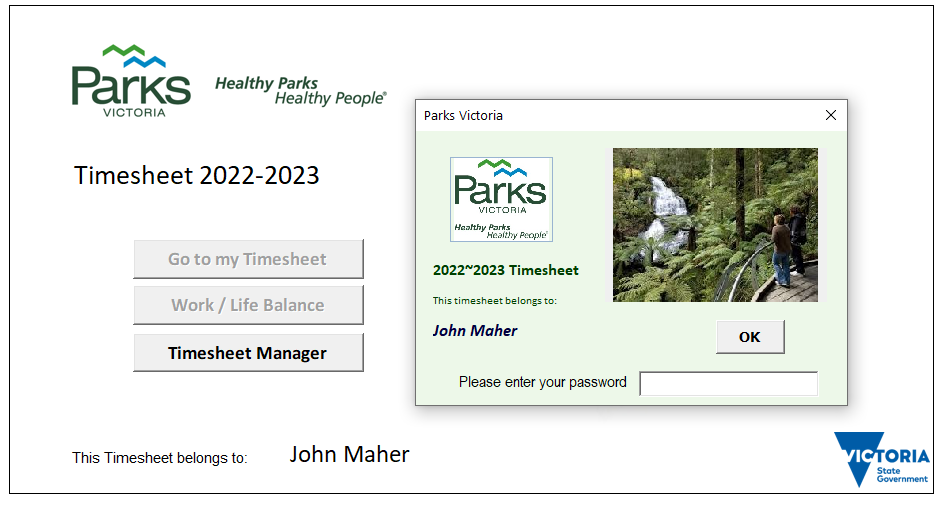 Parks
VICTORIA
Healthy Parks
Healthy People®
Timesheet 2022-2023
Go to my Timesheet
Work / Life Balance
Timesheet Manager
This Timesheet belongs to:
John Maher
Parks Victoria
Parks
VICTORIA
Healthy Parks
Healthy People®
2022~2023 Timesheet
This timesheet belongs to:
John Maher
OK
Please enter your password
VICTORIA
State
Government